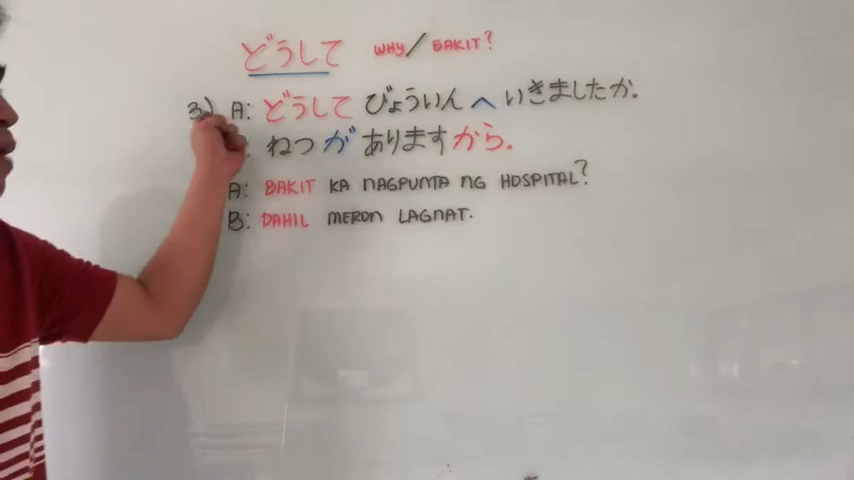 どうして WHY/BAKIT?
3) A: どうして びょういん へ いきましたか.
: ねつ が ありますから.
A: BAKIT KA NAGPUNTA NG HOSPITAL?
B: DAHIL MERON LAGNAT.